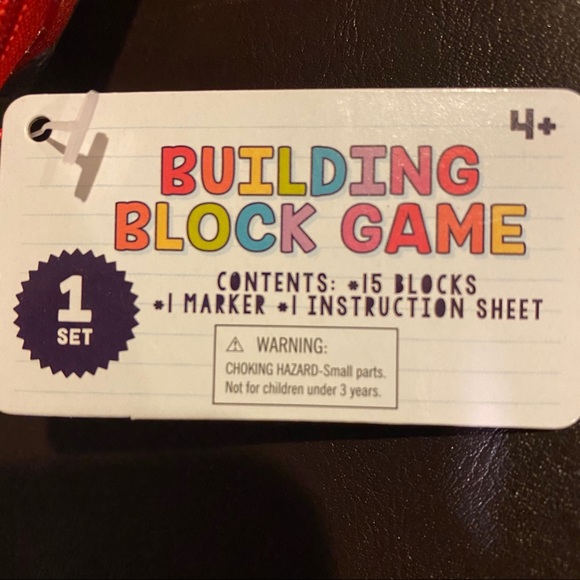 4+
BUILDING
BLOCK GAME
CONTENTS: *15 BLOCKS
*1 MARKER *1 INSTRUCTION SHEET
1
SET
⚠ WARNING:
CHOKING HAZARD-Small parts.
Not for children under 3 years.